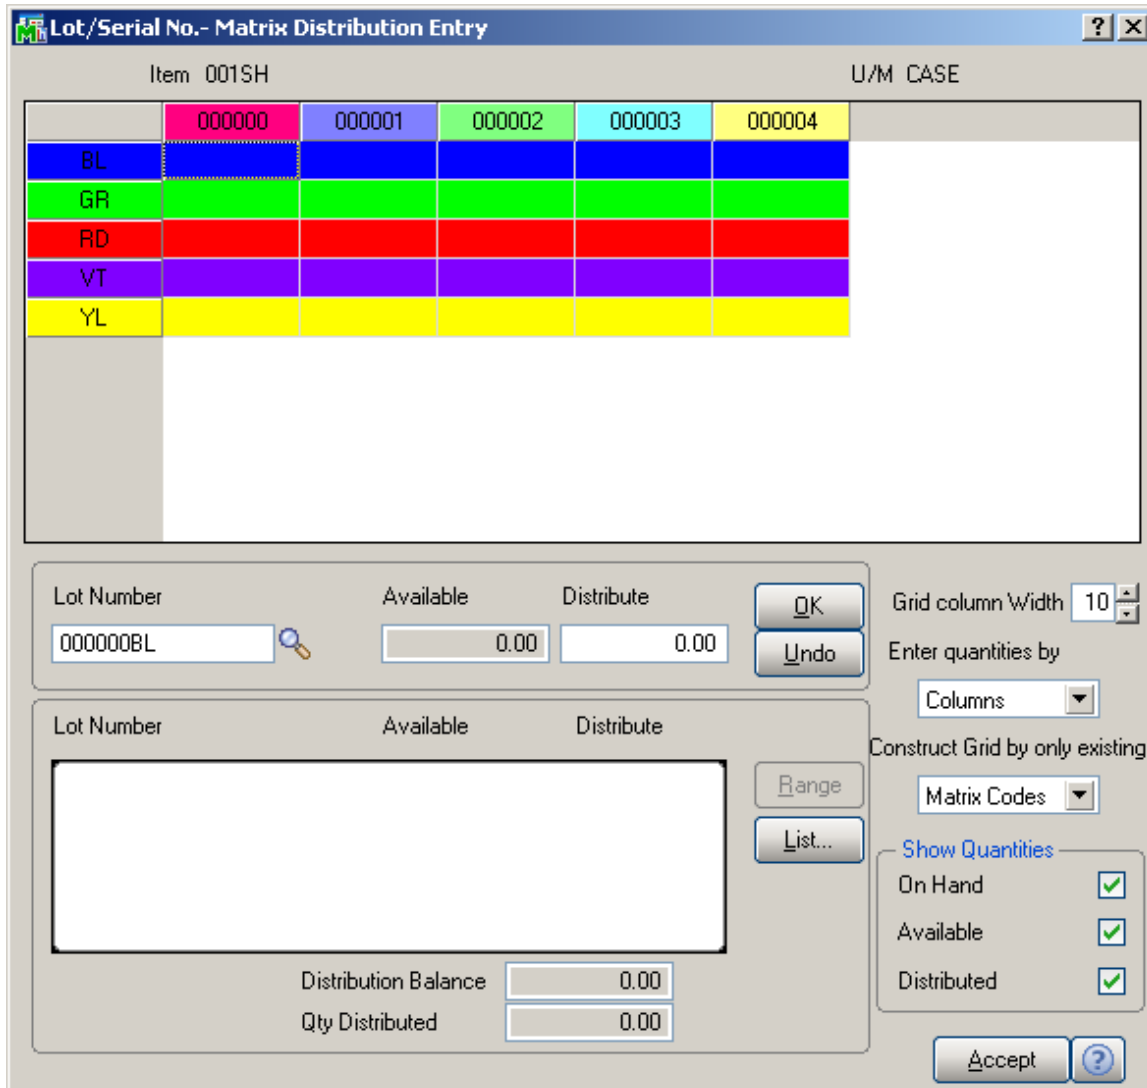 Lot/Serial No.- Matrix Distribution Entry
Item 001SH U/M CASE
000000 000001 000002 000003 000004
BL
GR
RD
VT
YL
Lot Number Available Distribute
000000BL 0.00 0.00
OK
Undo
Grid column Width 10
Enter quantities by
Columns
Construct Grid by only existing
Matrix Codes
Lot Number Available Distribute
Range
List...
Show Quantities
On Hand
Available
Distributed
Distribution Balance 0.00
Qty Distributed 0.00
Accept ?